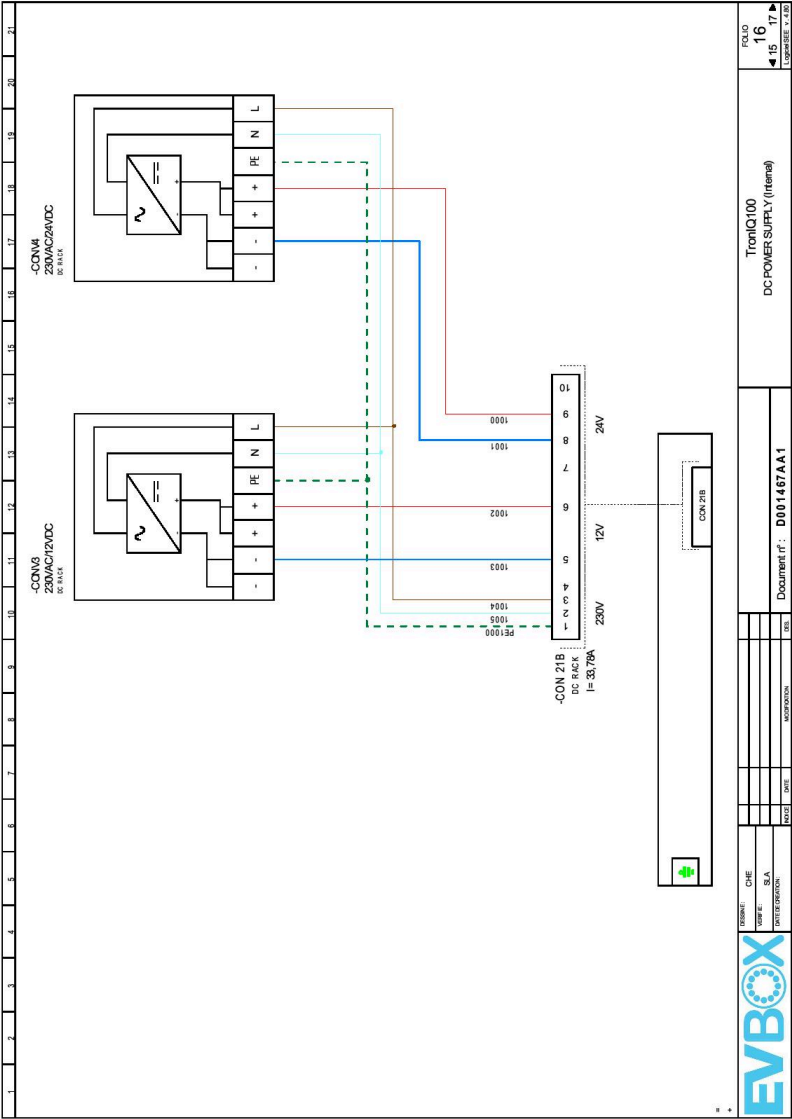 1 2 3 4 5 6 7 8 9 10 11 12 13 14 15 16 17 18 19 20 21
-CONV3
230VAC/12VDC
DC RACK
-CONV4
230VAC/24VDC
DC RACK
+ -
+ -
- - + + PE N L
- - + + PE N L
PE1000
1005
1004
1003
1002
1001
1000
-CON 21B
DC RACK
I= 33,78A
1 2 3 4 5 6 7 8 9 10
230V
12V
24V
CON 21B
=
+
EVBOX
DESSINE :
CHE
VERIFIE :
SLA
DATE DE CREATION :
INDICE
DATE
MODIFICATION
DES.
Document n° : D001467AA1
TronIQ100
DC POWER SUPPLY (Internal)
FOLIO
16
15 17
LogicielSEE v. 4.80